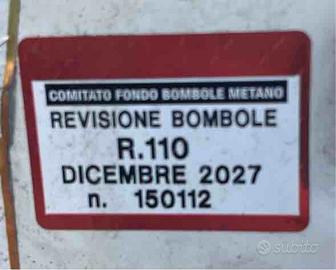 COMITATO FONDO BOMBOLE METANO
REVISIONE BOMBOLE
R.110
DICEMBRE 2027
n. 150112
subito